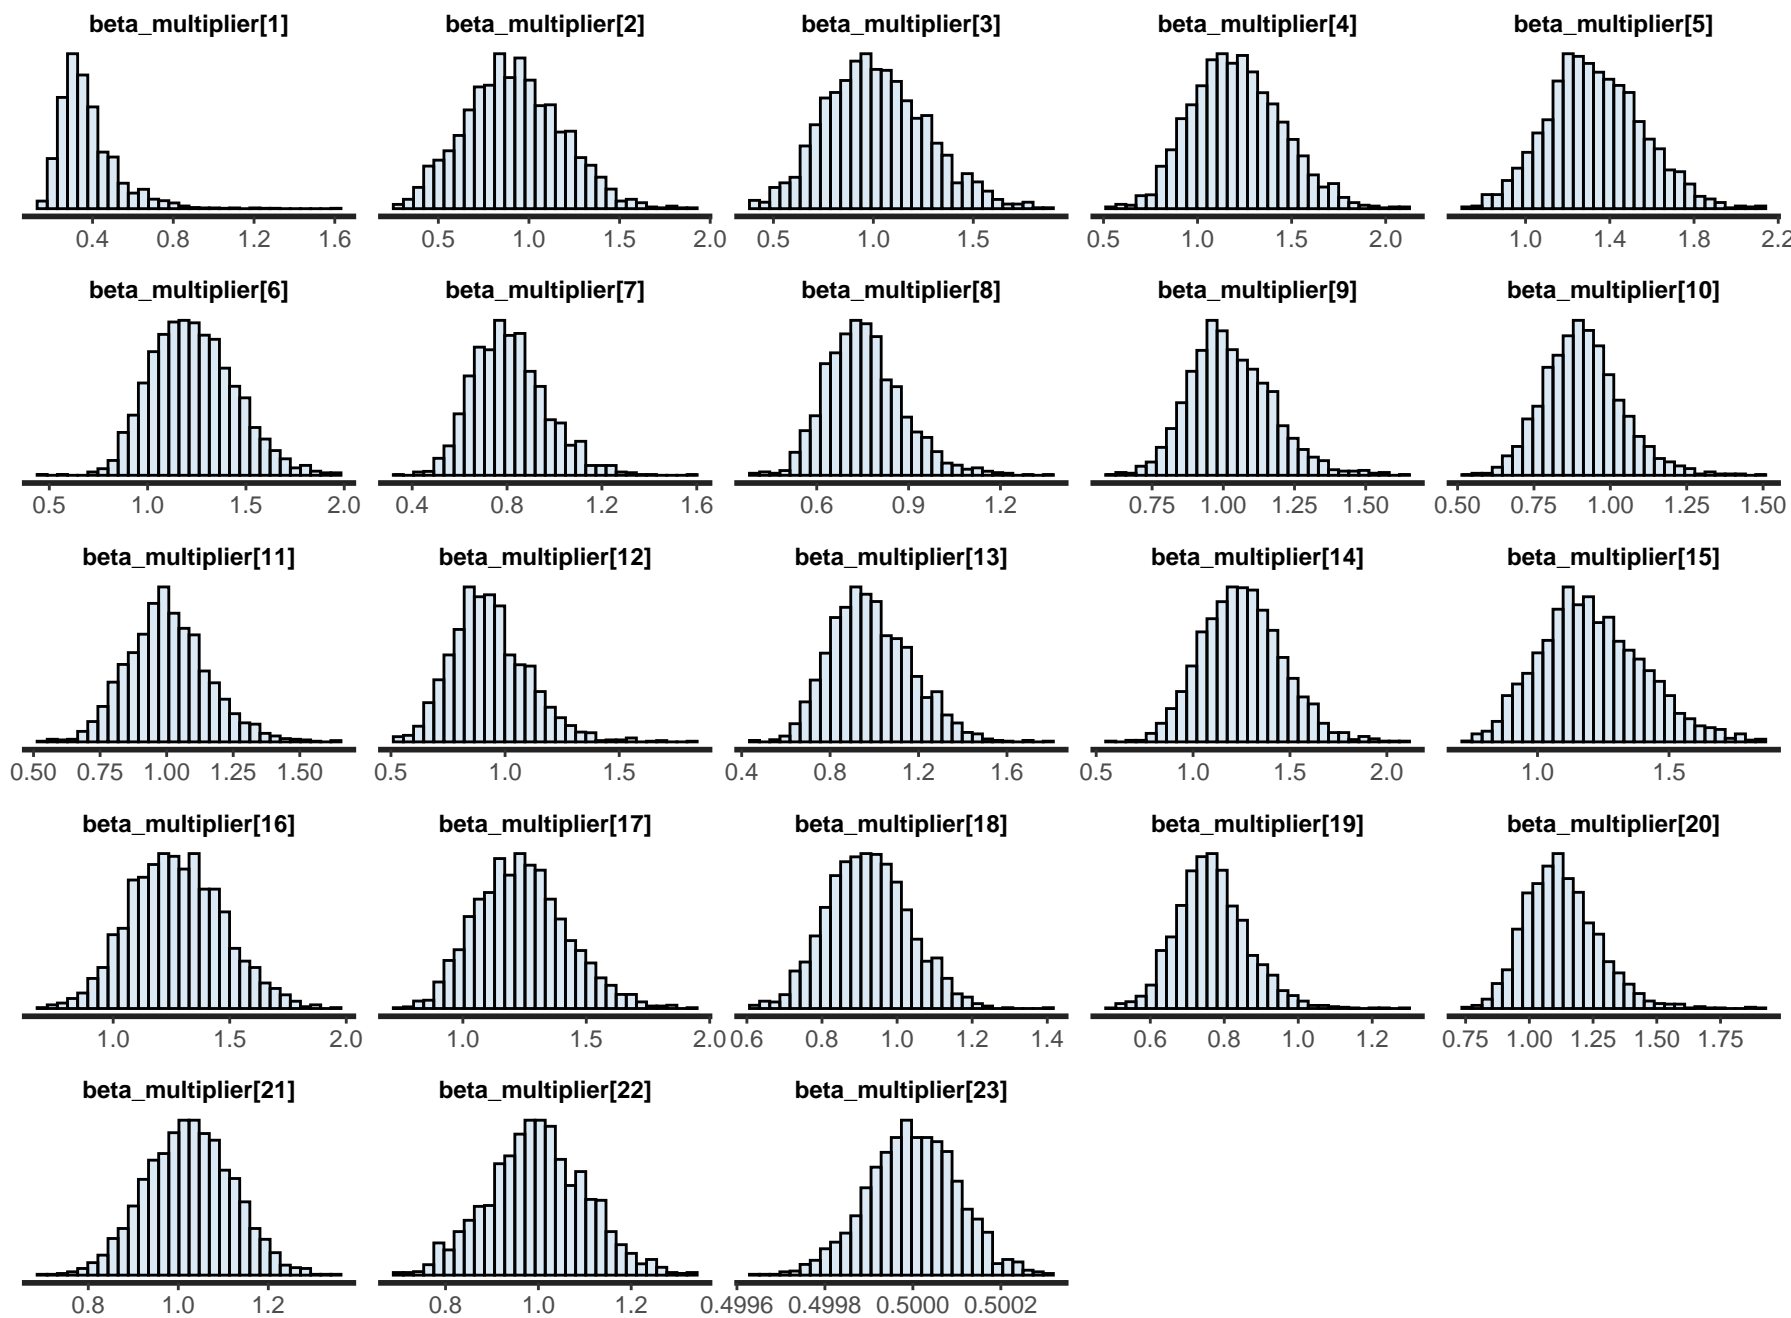 beta_multiplier[1] beta_multiplier[2] beta_multiplier[3] beta_multiplier[4] beta_multiplier[5]
0.4 0.8 1.2 1.6 0.5 1.0 1.5 2.0 0.5 1.0 1.5 0.5 1.0 1.5 2.0 1.0 1.4 1.8 2.2
beta_multiplier[6] beta_multiplier[7] beta_multiplier[8] beta_multiplier[9] beta_multiplier[10]
0.5 1.0 1.5 2.0 0.4 0.8 1.2 1.6 0.6 0.9 1.2 0.75 1.00 1.25 1.50 0.50 0.75 1.00 1.25 1.50
beta_multiplier[11] beta_multiplier[12] beta_multiplier[13] beta_multiplier[14] beta_multiplier[15]
0.50 0.75 1.00 1.25 1.50 0.5 1.0 1.5 0.4 0.8 1.2 1.6 0.5 1.0 1.5 2.0 1.0 1.5
beta_multiplier[16] beta_multiplier[17] beta_multiplier[18] beta_multiplier[19] beta_multiplier[20]
1.0 1.5 2.0 1.0 1.5 2.0 0.6 0.8 1.0 1.2 1.4 0.6 0.8 1.0 1.2 0.75 1.00 1.25 1.50 1.75
beta_multiplier[21] beta_multiplier[22] beta_multiplier[23]
0.8 1.0 1.2 0.8 1.0 1.2 0.4996 0.4998 0.5000 0.5002